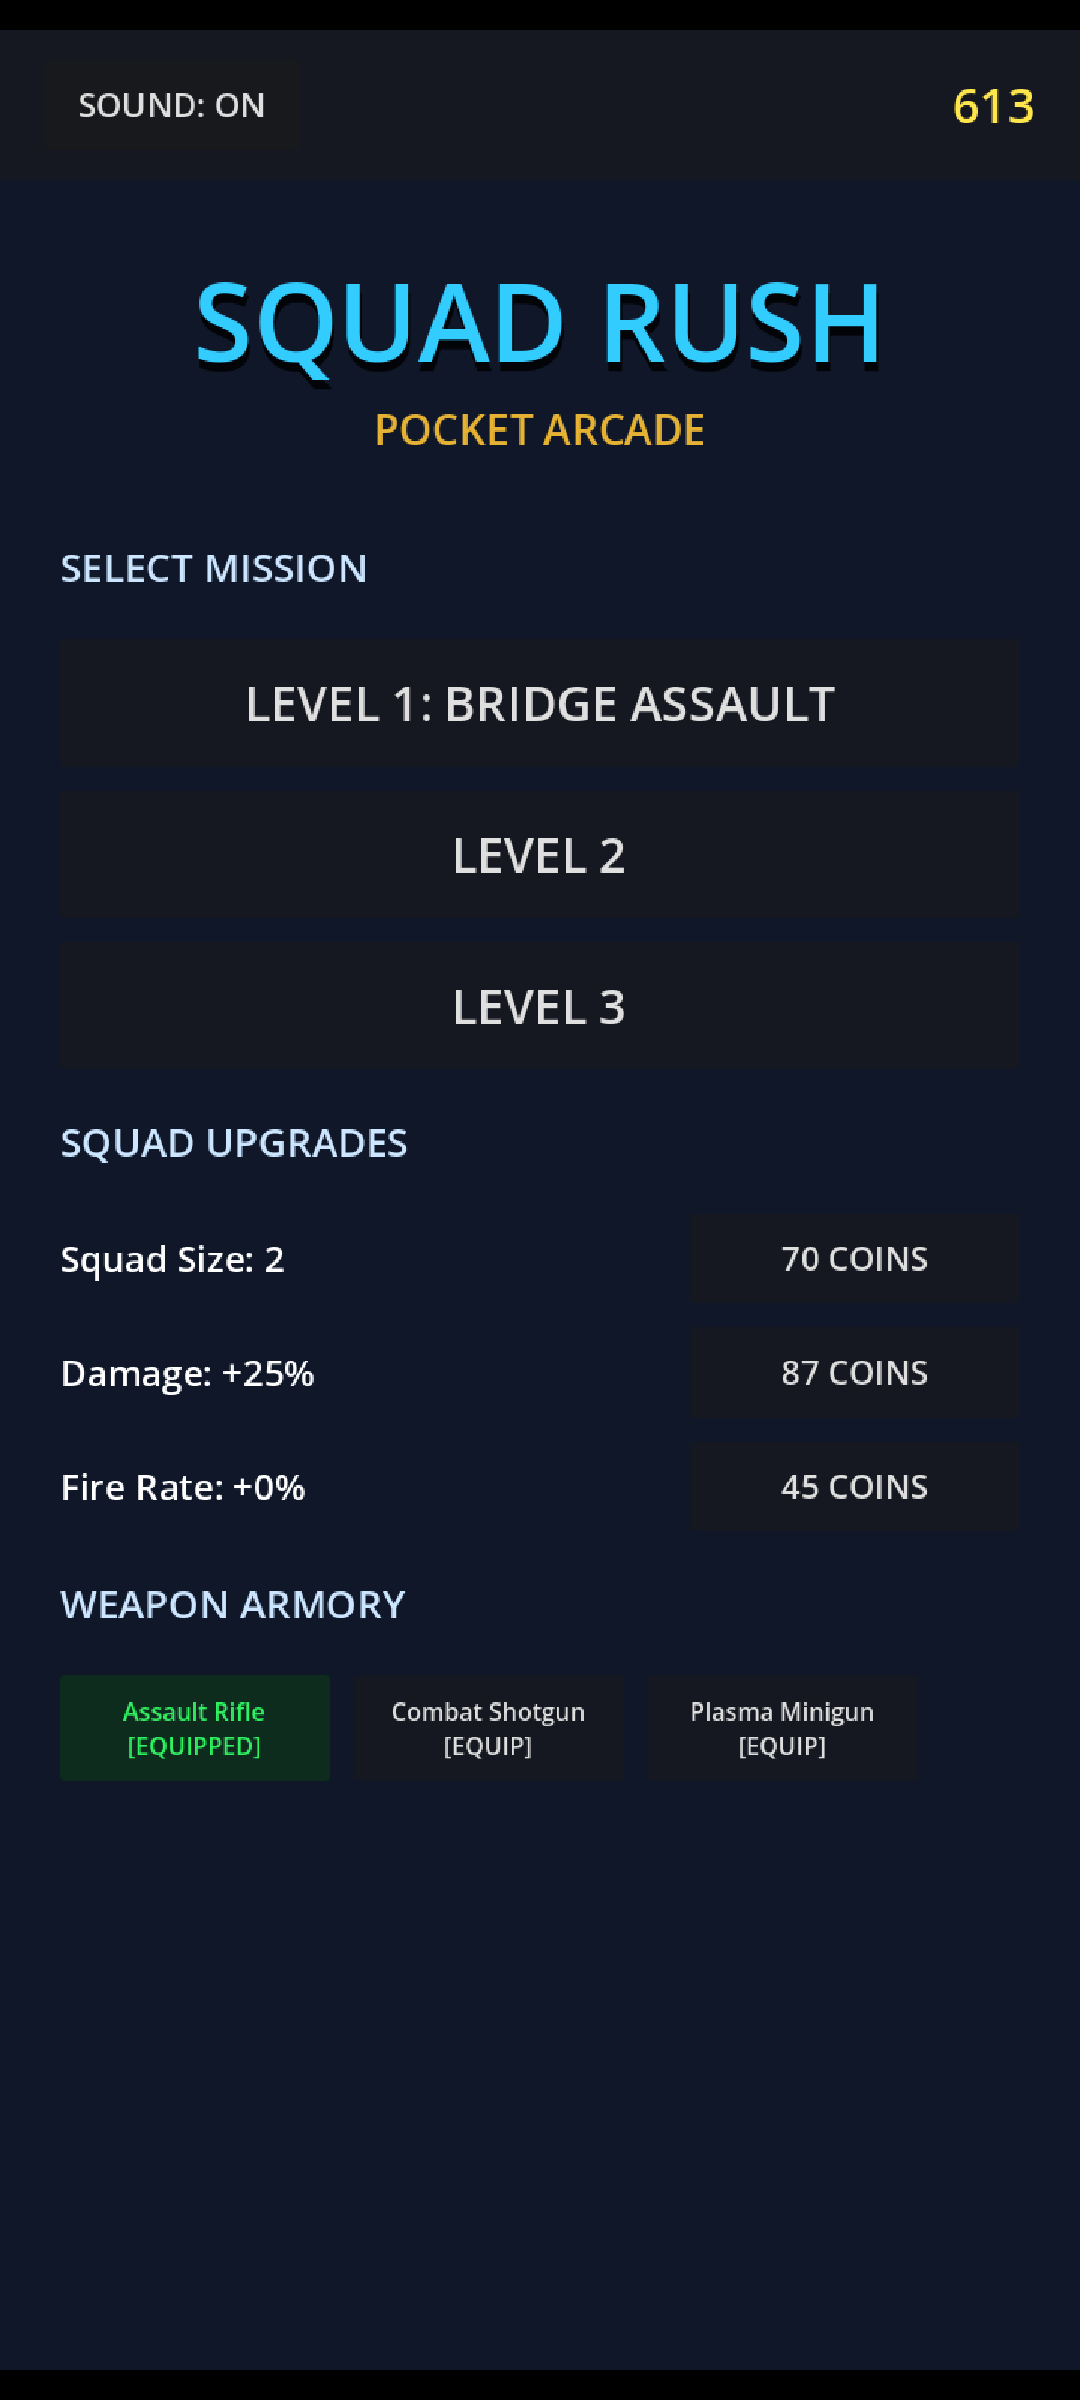 SOUND: ON
613
SQUAD RUSH
POCKET ARCADE
SELECT MISSION
LEVEL 1: BRIDGE ASSAULT
LEVEL 2
LEVEL 3
SQUAD UPGRADES
Squad Size: 2
70 COINS
Damage: +25%
87 COINS
Fire Rate: +0%
45 COINS
WEAPON ARMORY
Assault Rifle
[EQUIPPED]
Combat Shotgun
[EQUIP]
Plasma Minigun
[EQUIP]